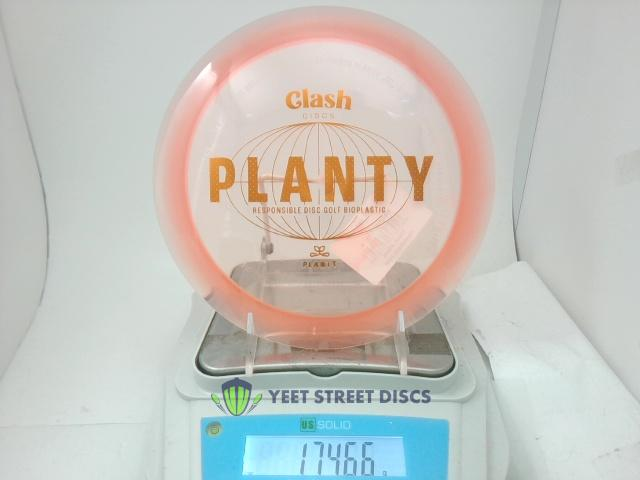 Clash
DISCS
PLANTY
RESPONSIBLE DISC GOLF BIOPLASTIC
PLANIT
YEET STREET DISCS
US SOLID
174.66 g